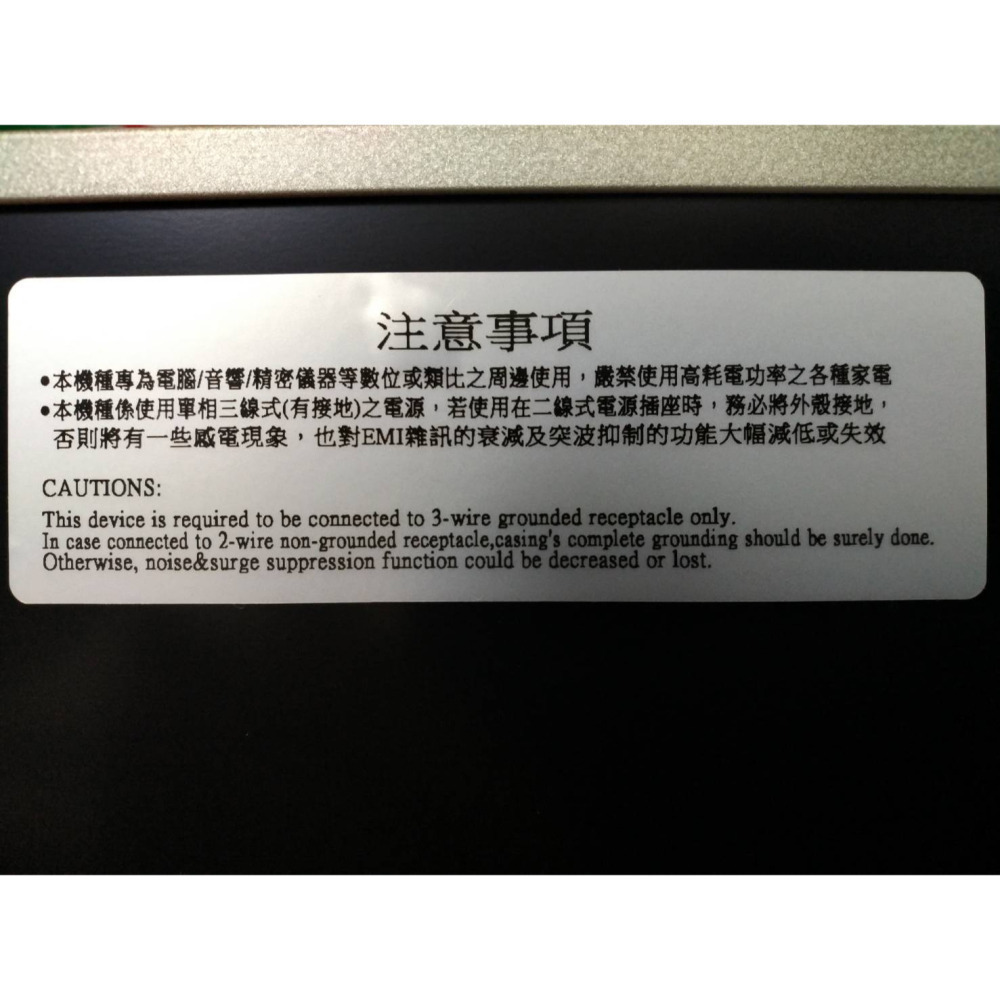 注意事項
•本機種專為電腦/音響/精密儀器等數位或類比之周邊使用，嚴禁使用高耗電功率之各種家電
•本機種係使用單相三線式(有接地)之電源，若使用在二線式電源插座時，務必將外殼接地，
否則將有一些感電現象，也對EMI雜訊的衰減及突波抑制的功能大幅減低或失效
CAUTIONS:
This device is required to be connected to 3-wire grounded receptacle only.
In case connected to 2-wire non-grounded receptacle,casing's complete grounding should be surely done.
Otherwise, noise&surge suppression function could be decreased or lost.